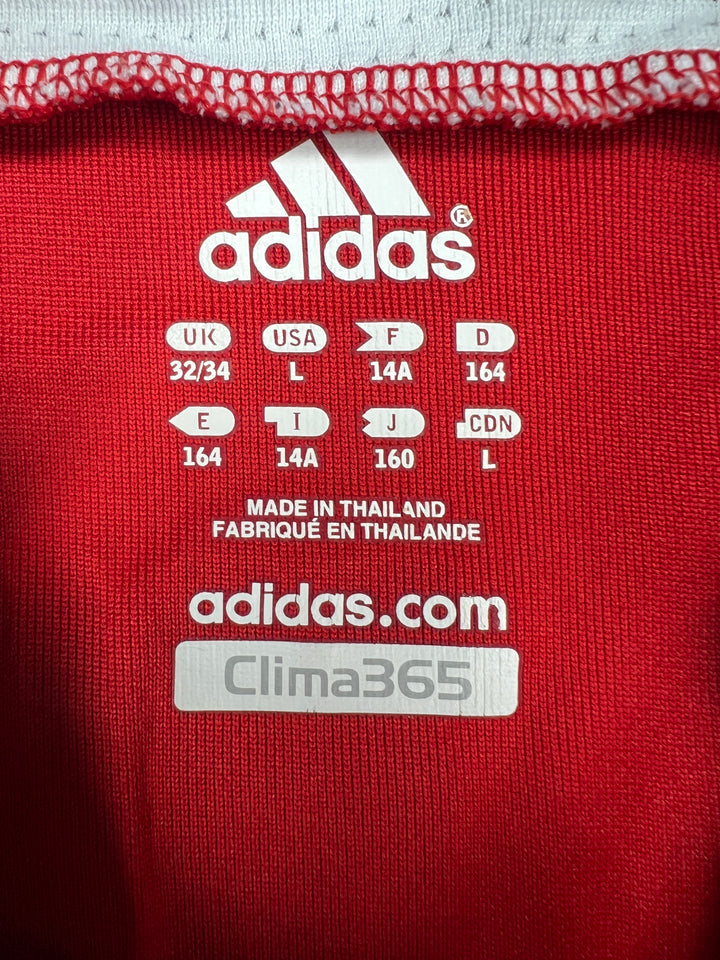 adidas®
UK USA F D
32/34 L 14A 164
E I J CDN
164 14A 160 L
MADE IN THAILAND
FABRIQUÉ EN THAILANDE
adidas.com
Clima365